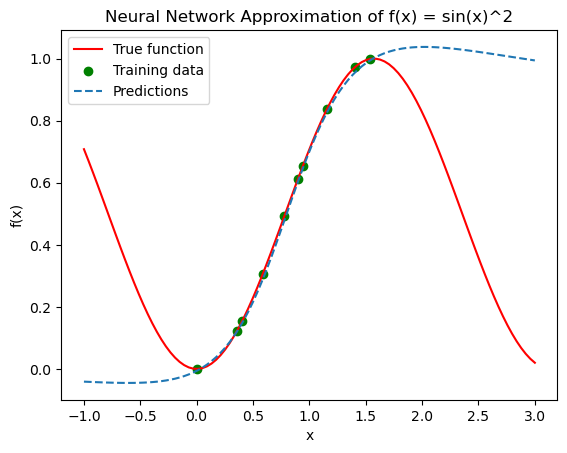 Neural Network Approximation of f(x) = sin(x)^2
True function
Training data
Predictions
f(x)
1.0
0.8
0.6
0.4
0.2
0.0
−1.0 −0.5 0.0 0.5 1.0 1.5 2.0 2.5 3.0
x